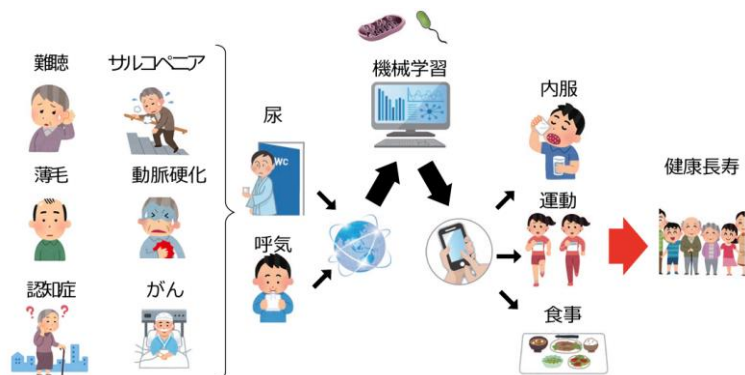 難聴
サルコペニア
薄毛
動脈硬化
認知症
がん
尿
WC
呼気
機械学習
内服
運動
食事
健康長寿